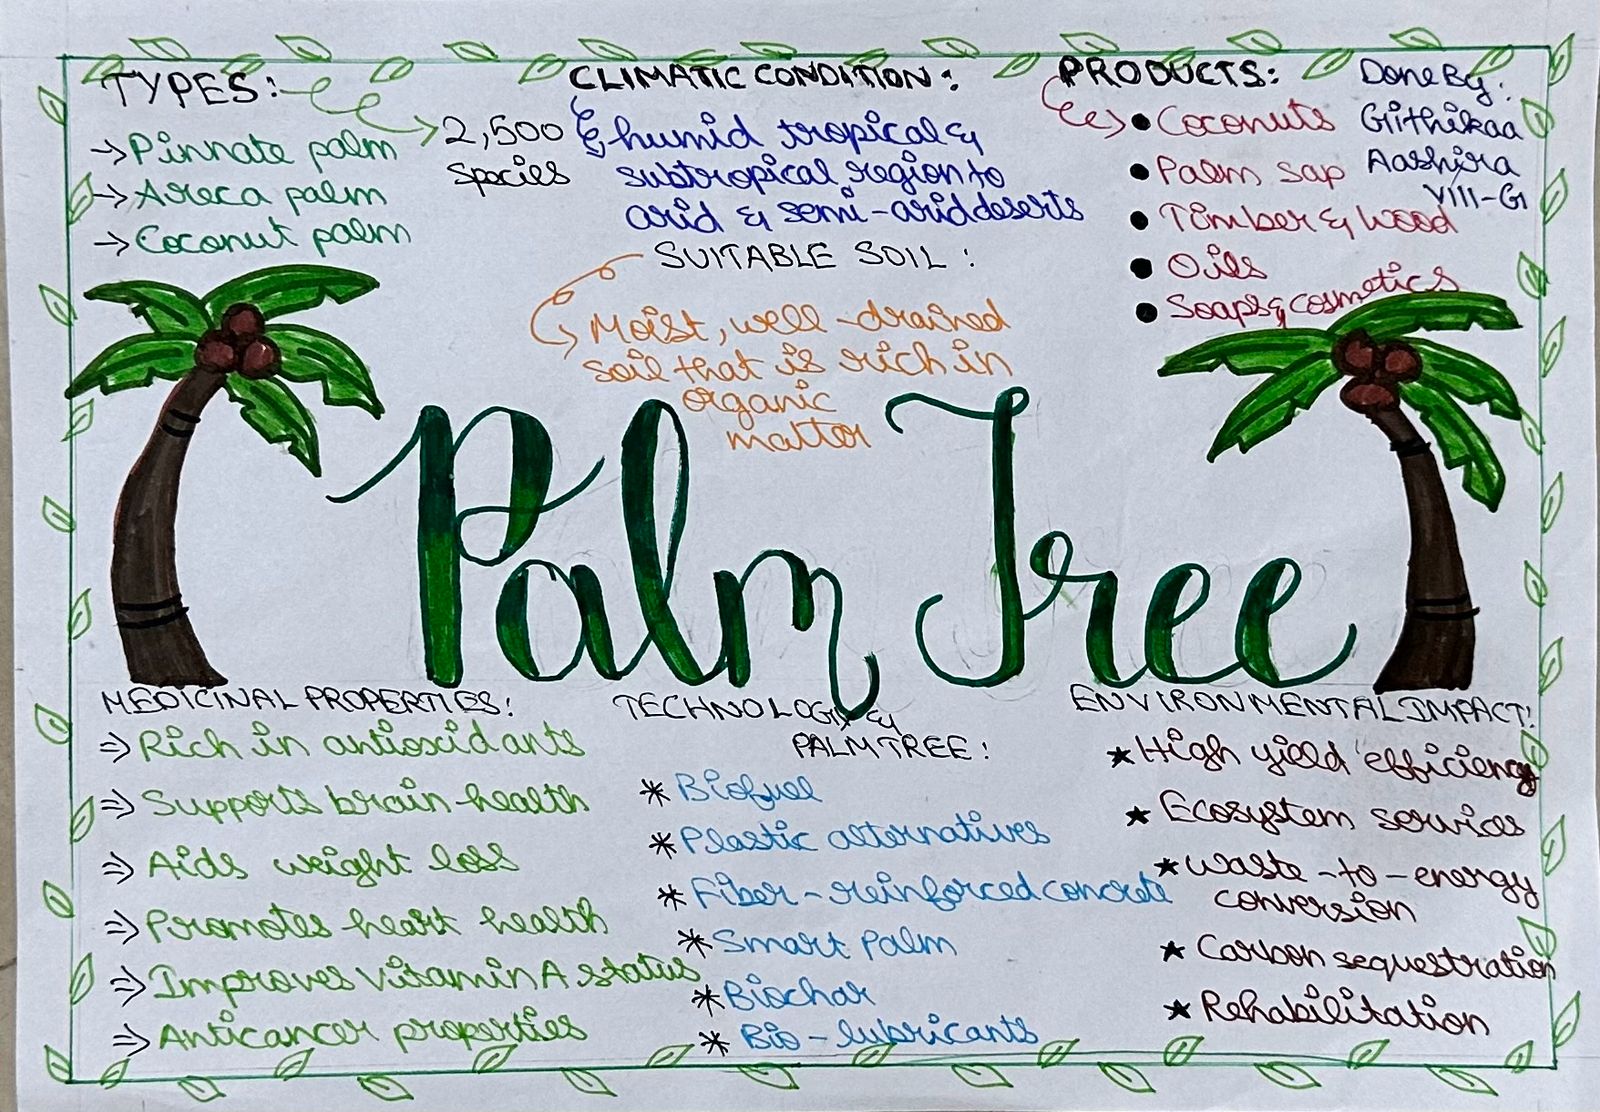 TYPES:
2,500
species
→Pinnate palm
→Areca palm
→Coconut palm
CLIMATIC CONDITION:
humid tropical &
subtropical region to
arid & semi-arid deserts
SUITABLE SOIL:
Moist, well-drained
soil that is rich in
organic
matter
PRODUCTS:
• Coconuts
• Palm sap
• Timber & wood
• Oils
• Soaps & cosmetics
Done By:
Githikaa
Aashira
VIII-G
Palm Tree
MEDICINAL PROPERTIES:
⇒ Rich in antioxidants
⇒ Supports brain health
⇒ Aids weight loss
⇒ Promotes heart health
⇒ Improves vitamin A status
⇒ Anticancer properties
TECHNOLOGY &
PALM TREE:
* Biofuel
* Plastic alternatives
* Fiber-reinforced concrete
* Smart Palm
* Biochar
* Bio-lubricants
ENVIRONMENTAL IMPACT:
★ High yield efficiency
★ Ecosystem services
★ waste-to-energy
conversion
★ Carbon sequestration
★ Rehabilitation